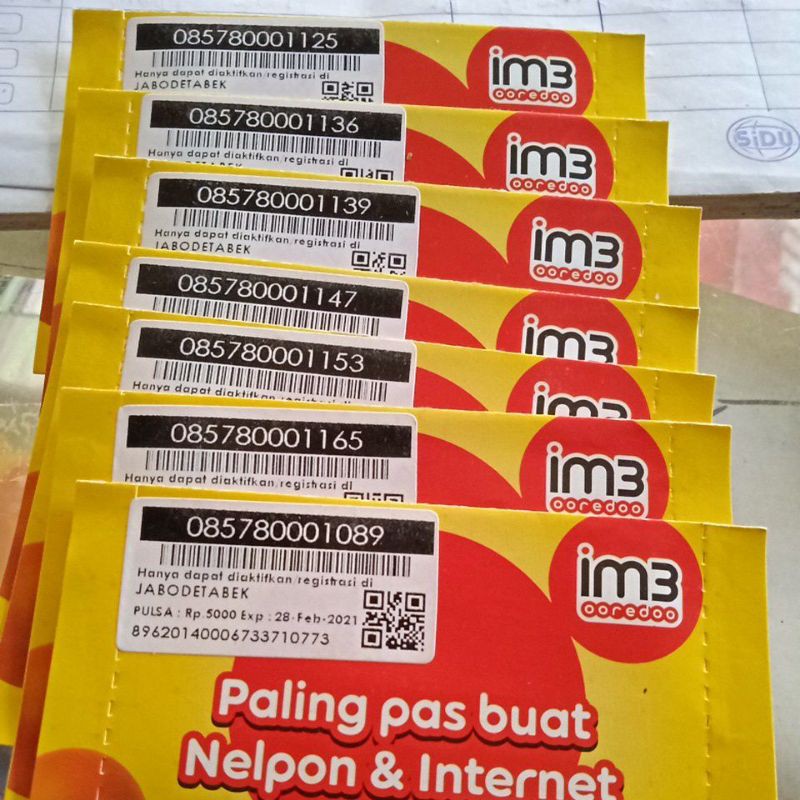 085780001125
Hanya dapat diaktifkan/registrasi di
JABODETABEK
im3
ooredoo
SiDU
085780001136
Hanya dapat diaktifkan/registrasi di
JABODETABEK
im3
ooredoo
085780001139
Hanya dapat diaktifkan/registrasi di
JABODETABEK
im3
ooredoo
085780001147
im3
085780001153
Hanya dapat diaktifkan/registrasi di
im3
085780001165
Hanya dapat diaktifkan/registrasi di
im3
ooredoo
085780001089
Hanya dapat diaktifkan/registrasi di
JABODETABEK
PULSA : Rp.5000 Exp : 28-Feb-2021
89620140006733710773
im3
ooredoo
Paling pas buat
Nelpon & Internet